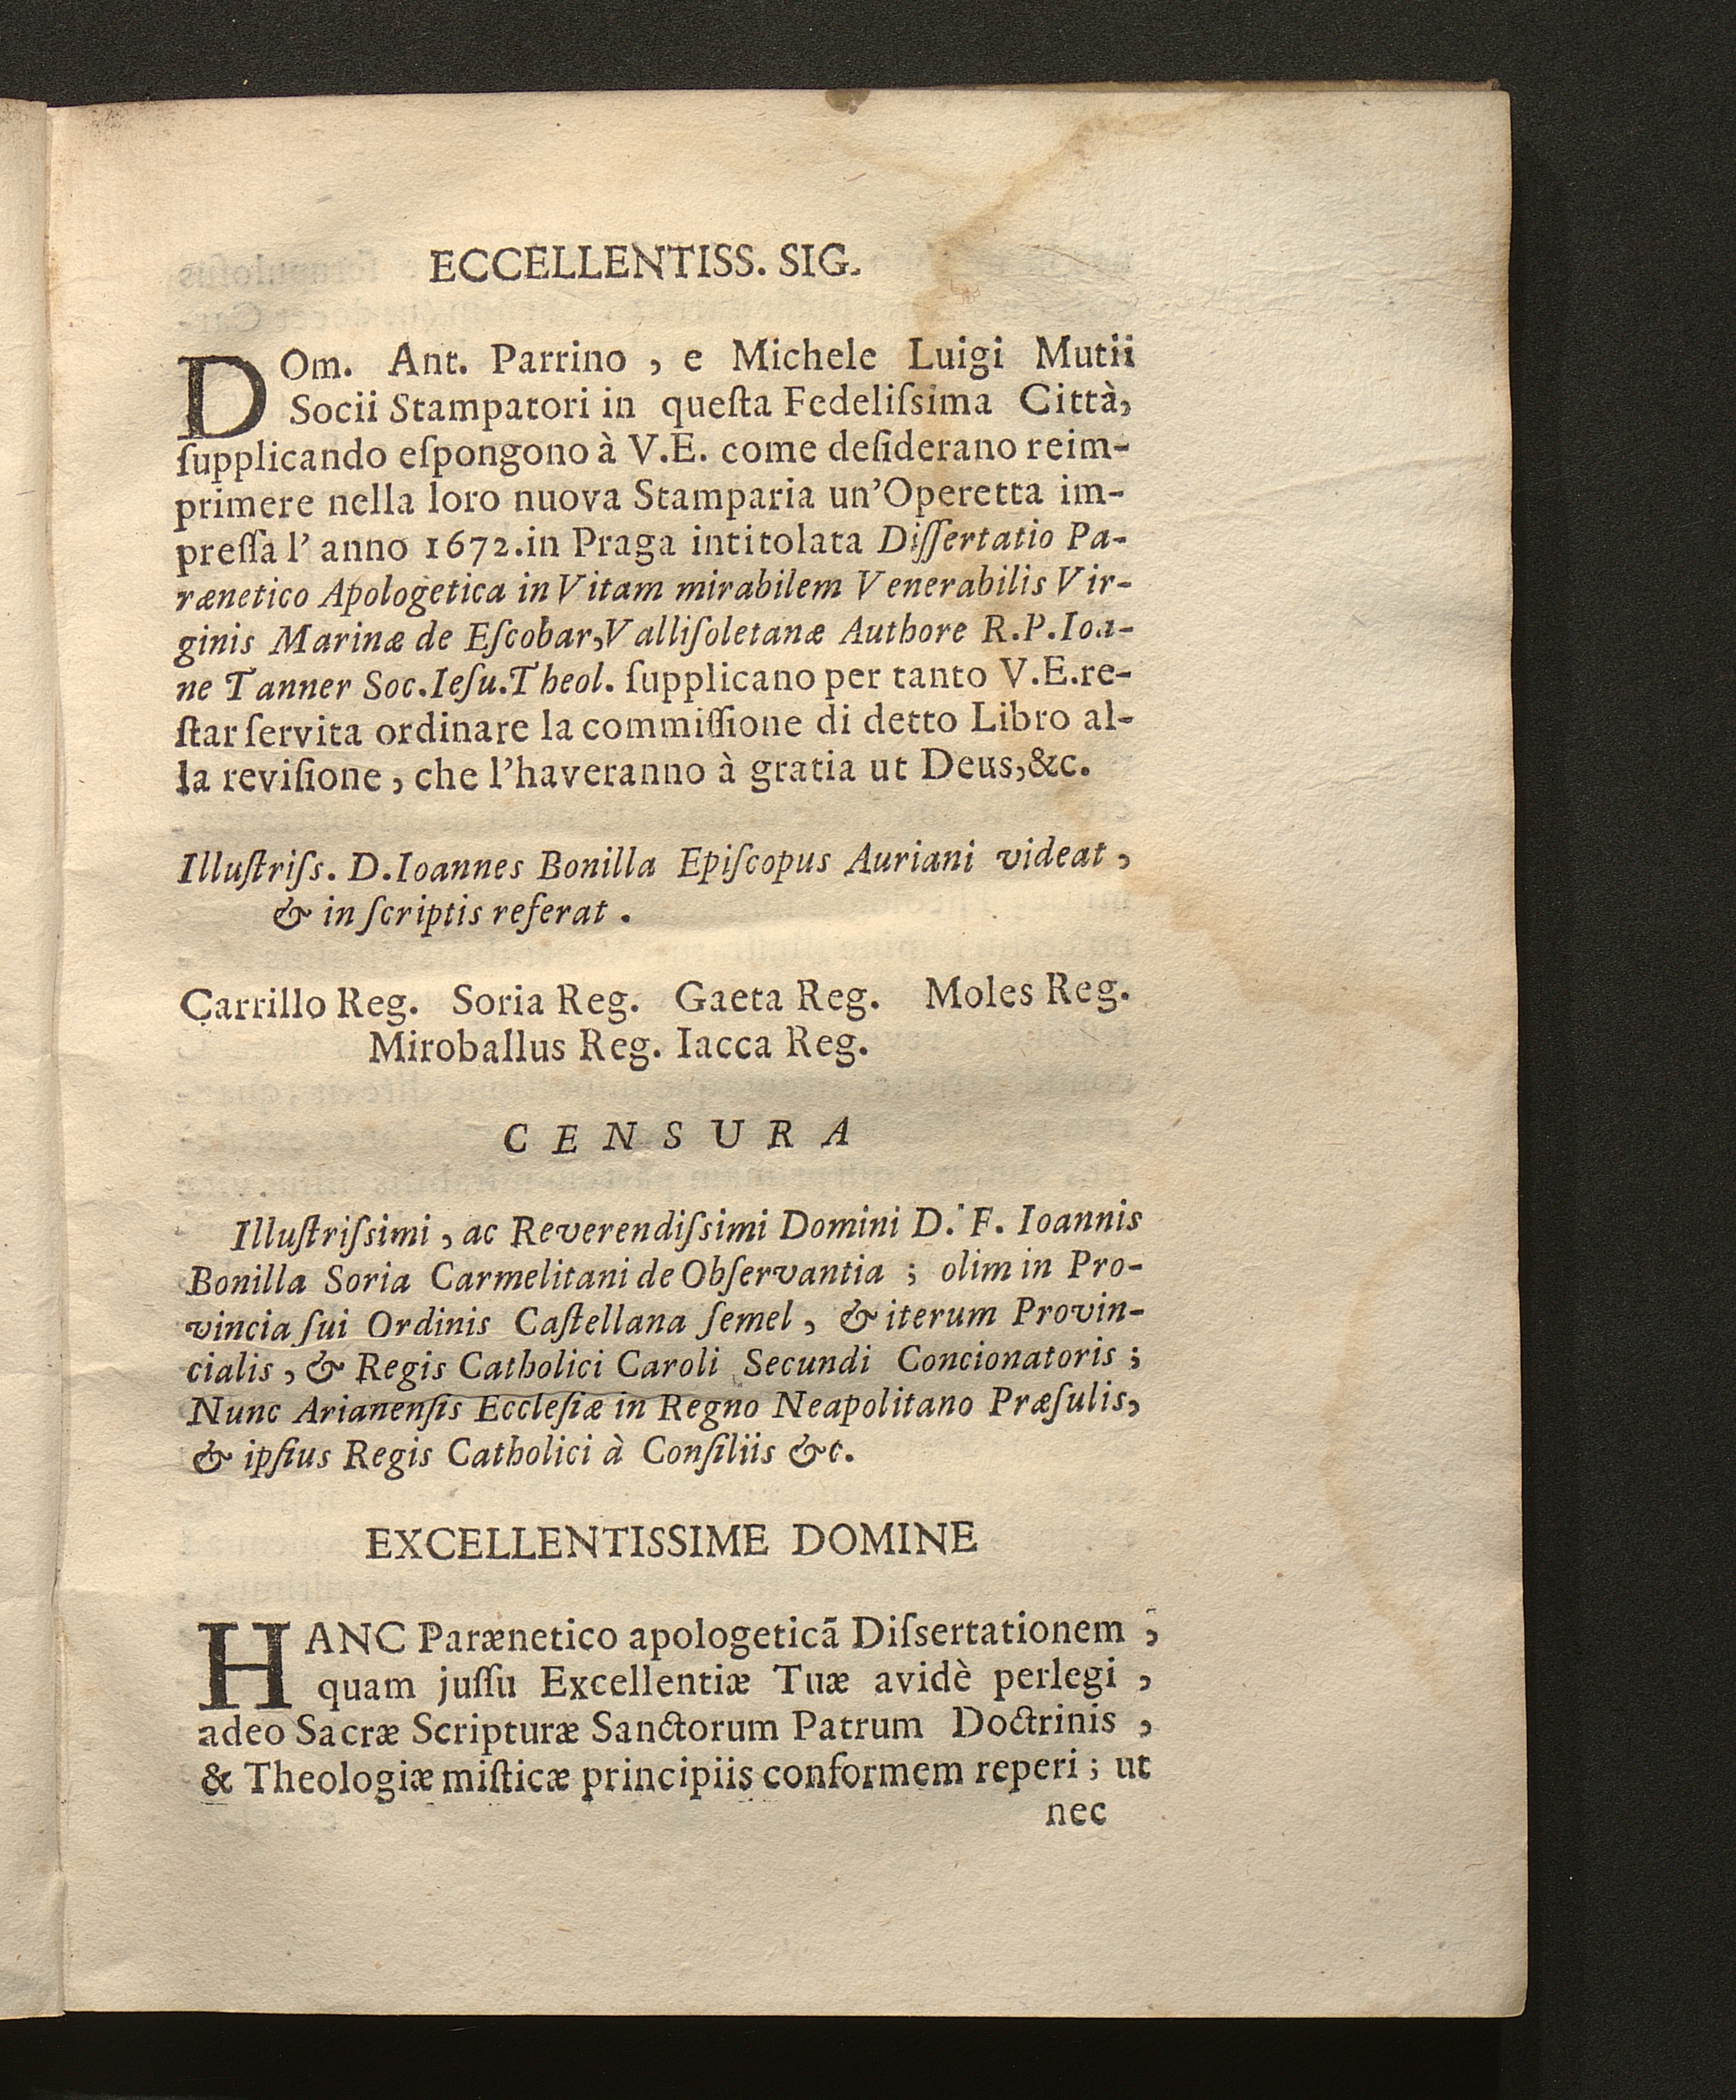 ECCELLENTISS. SIG.
DOm. Ant. Parrino , e Michele Luigi Mutii
Socii Stampatori in queſta Fedeliſsima Città,
ſupplicando eſpongono à V.E. come deſiderano reim-
primere nella loro nuova Stamparia un'Operetta im-
preſſa l' anno 1672.in Praga intitolata Diſſertatio Pa-
rænetico Apologetica in Vitam mirabilem Venerabilis Vir-
ginis Marinæ de Eſcobar,Valliſoletanæ Authore R.P.Ioa-
ne Tanner Soc.Ieſu.Theol. ſupplicano per tanto V.E.re-
ſtar ſervita ordinare la commiſſione di detto Libro al-
la reviſione , che l'haveranno à gratia ut Deus,&c.
Illuſtriſs. D.Ioannes Bonilla Epiſcopus Auriani videat ,
& in ſcriptis referat .
Carrillo Reg. Soria Reg. Gaeta Reg. Moles Reg.
Miroballus Reg. Iacca Reg.
C E N S U R A
Illuſtriſsimi , ac Reverendiſsimi Domini D. F. Ioannis
Bonilla Soria Carmelitani de Obſervantia ; olim in Pro-
vincia ſui Ordinis Caſtellana ſemel , & iterum Provin-
cialis , & Regis Catholici Caroli Secundi Concionatoris ;
Nunc Arianenſis Eccleſiæ in Regno Neapolitano Præſulis,
& ipſius Regis Catholici à Conſiliis &c.
EXCELLENTISSIME DOMINE
HANC Parænetico apologeticā Diſsertationem ,
quam juſſu Excellentiæ Tuæ avidè perlegi ,
adeo Sacræ Scripturæ Sanctorum Patrum Doctrinis ,
& Theologiæ miſticæ principiis conformem reperi ; ut
nec